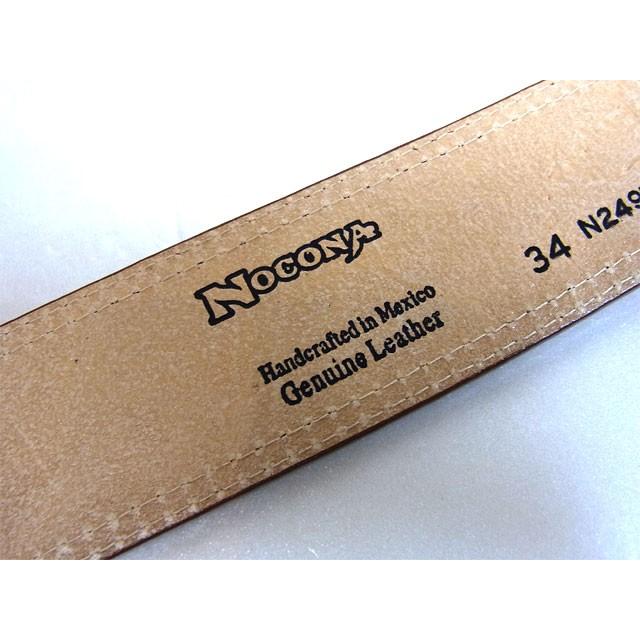 NOCONA
Handcrafted in Mexico
Genuine Leather
34